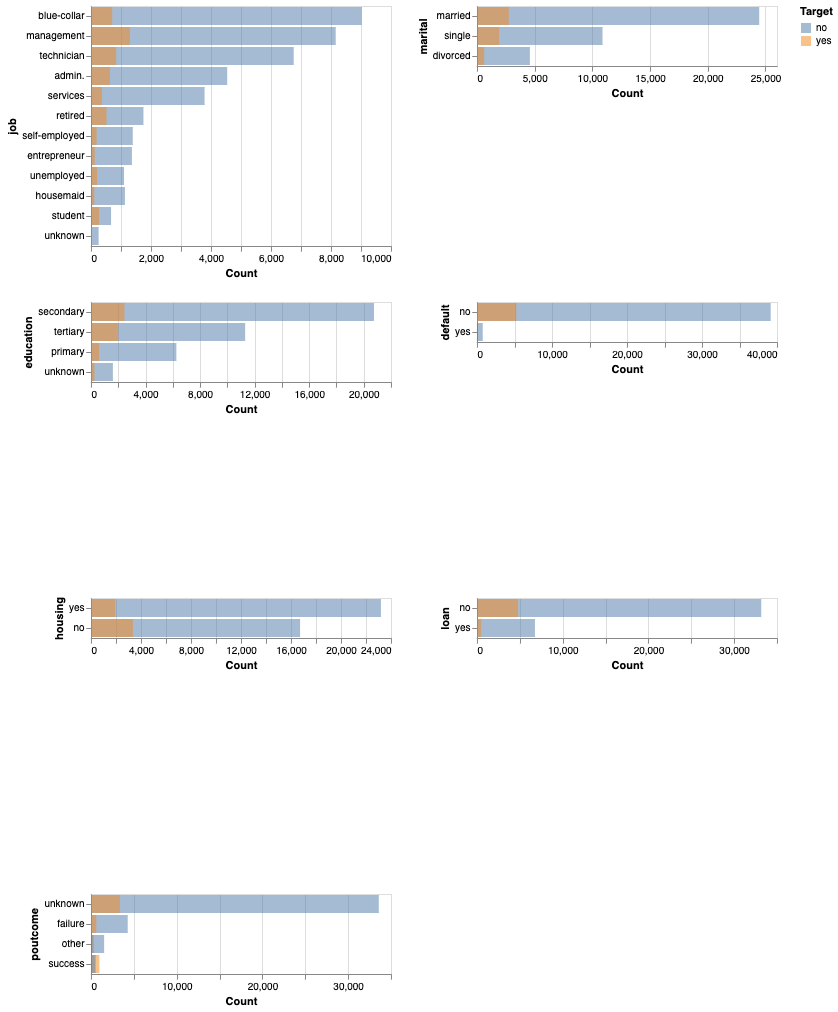 job
blue-collar
management
technician
admin.
services
retired
self-employed
entrepreneur
unemployed
housemaid
student
unknown
0 2,000 4,000 6,000 8,000 10,000
Count
marital
married
single
divorced
0 5,000 10,000 15,000 20,000 25,000
Count
Target
no
yes
education
secondary
tertiary
primary
unknown
0 4,000 8,000 12,000 16,000 20,000
Count
default
no
yes
0 10,000 20,000 30,000 40,000
Count
housing
yes
no
0 4,000 8,000 12,000 16,000 20,000 24,000
Count
loan
no
yes
0 10,000 20,000 30,000
Count
poutcome
unknown
failure
other
success
0 10,000 20,000 30,000
Count